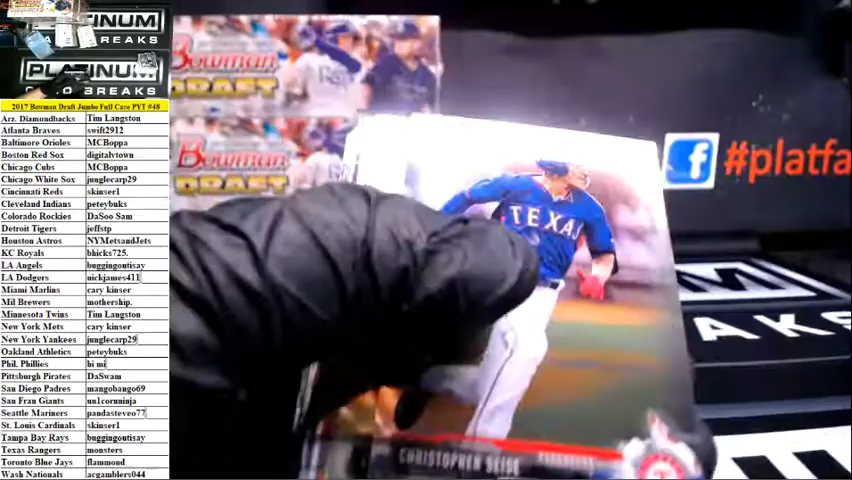 PLATINUM
BREAKS
PLATINUM
CARD BREAKS
2017 Bowman Draft Jumbo Full Case PYT #48
Arz. Diamondbacks Tim Langston
Atlanta Braves swift2912
Baltimore Orioles MCBoppa
Boston Red Sox digitaltown
Chicago Cubs MCBoppa
Chicago White Sox junglecarp29
Cincinati Reds skinser1
Cleveland Indians peteybuks
Colorado Rockies DaSoo Sam
Detroit Tigers jeffstp
Houston Astros NYMetsandJets
KC Royals bhicks725.
LA Angels buggingoutisay
LA Dodgers nickjames411
Miami Marlins cary kinser
Mil Brewers mothership.
Minnesota Twins Tim Langston
New York Mets cary kinser
New York Yankees junglecarp29
Oakland Athletics peteybuks
Phil. Phillies hi mi
Pittsburgh Pirates DaSwam
San Diego Padres mangobango69
San Fran Giants un1cornninja
Seattle Mariners pandasteveo77
St. Louis Cardinals skinser1
Tampa Bay Rays buggingoutisay
Texas Rangers monsters
Toronto Blue Jays flammond
Wash Nationals acgamblers044
Bowman
DRAFT
Bowman
DRAFT
TEXAS
CHRISTOPHER SEISE
f #platfa
AKS